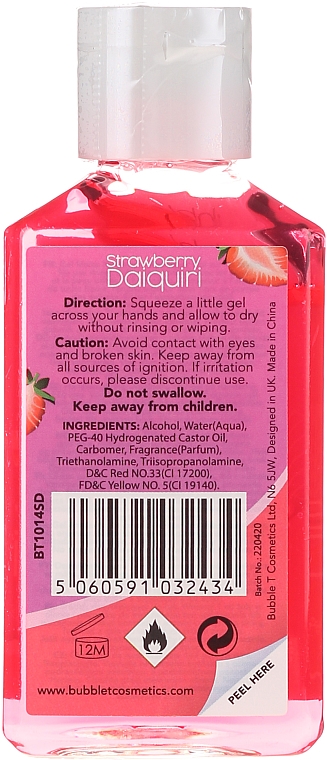 Strawberry
Daiquiri
Direction: Squeeze a little gel
across your hands and allow to dry
without rinsing or wiping.
Caution: Avoid contact with eyes
and broken skin. Keep away from
all sources of ignition. If irritation
occurs, please discontinue use.
Do not swallow.
Keep away from children.
INGREDIENTS: Alcohol, Water(Aqua),
PEG-40 Hydrogenated Castor Oil,
Carbomer, Fragrance(Parfum),
Triethanolamine, Triisopropanolamine,
D&C Red NO.33(CI 17200),
FD&C Yellow NO. 5(CI 19140).
BT1014SD
5 060591 032434
Batch No.: 220420
Bubble T Cosmetics Ltd, N6 5JW, Designed in UK. Made in China
12M
www.bubbletcosmetics.com
PEEL HERE